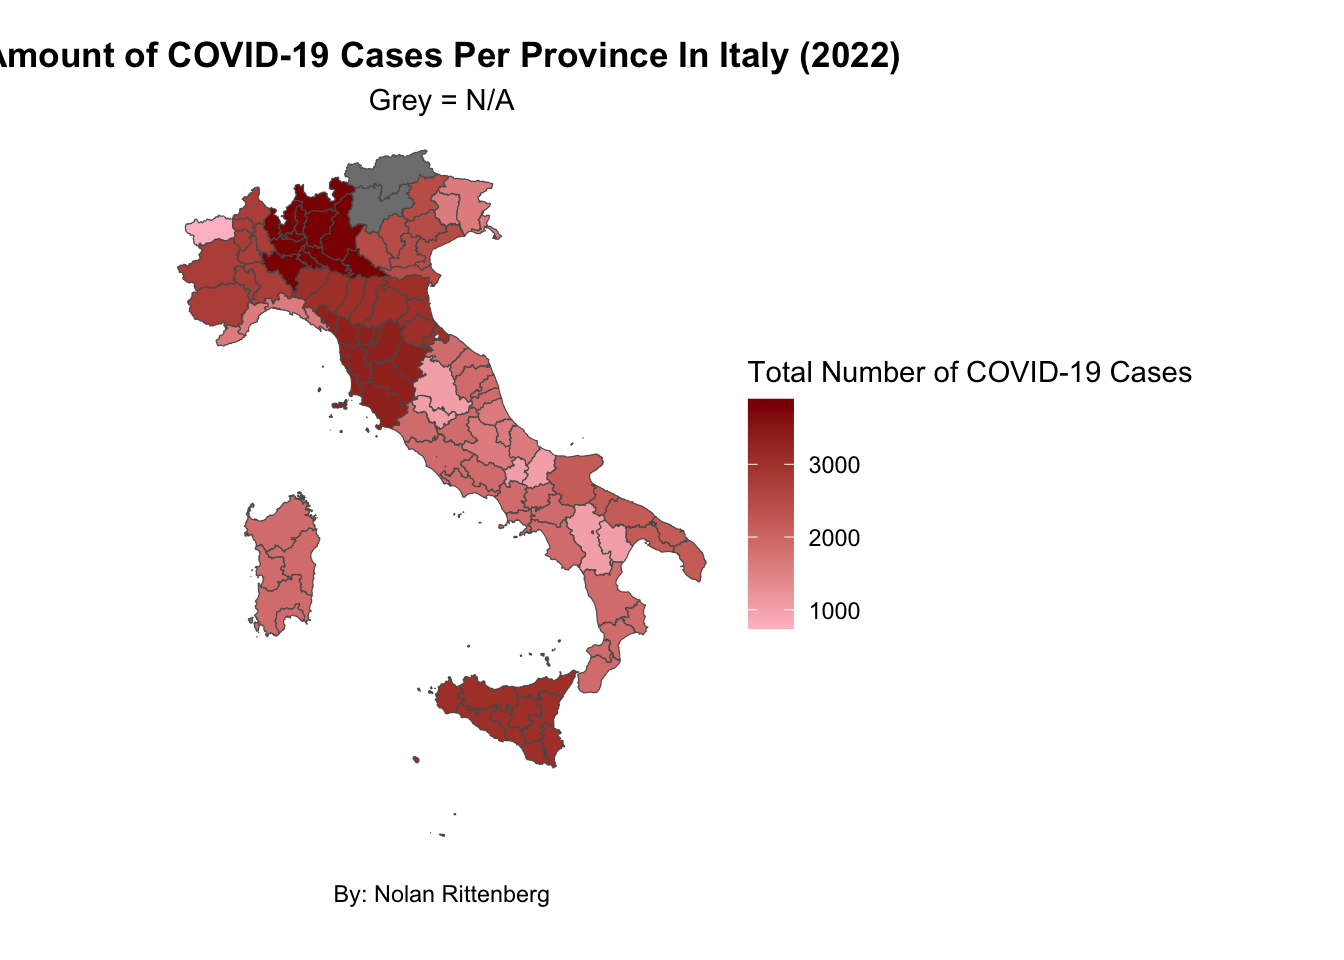 Amount of COVID-19 Cases Per Province In Italy (2022)
Grey = N/A
Total Number of COVID-19 Cases
3000
2000
1000
By: Nolan Rittenberg